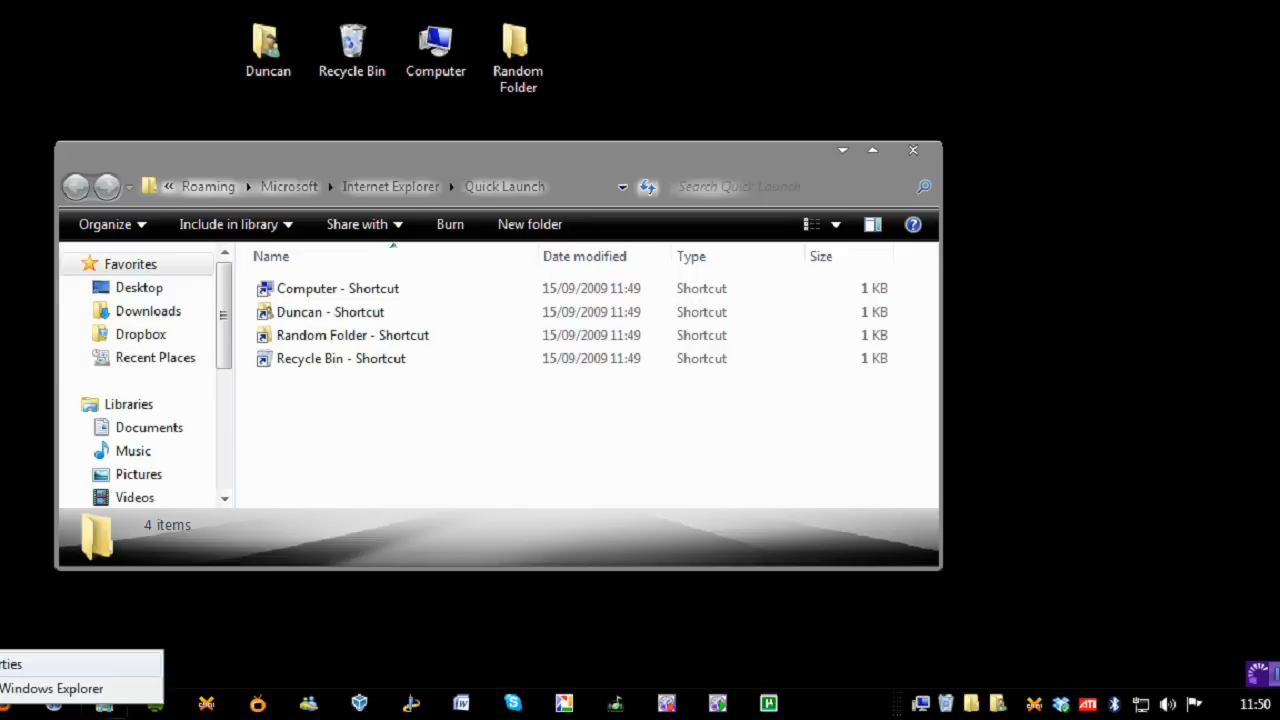 Duncan
Recycle Bin
Computer
Random
Folder
« Roaming Microsoft Internet Explorer Quick Launch
Search Quick Launch
Organize Include in library Share with Burn New folder
Favorites
Desktop
Downloads
Dropbox
Recent Places
Libraries
Documents
Music
Pictures
Videos
Name Date modified Type Size
Computer - Shortcut 15/09/2009 11:49 Shortcut 1 KB
Duncan - Shortcut 15/09/2009 11:49 Shortcut 1 KB
Random Folder - Shortcut 15/09/2009 11:49 Shortcut 1 KB
Recycle Bin - Shortcut 15/09/2009 11:49 Shortcut 1 KB
4 items
rties
Windows Explorer
ATI
11:50